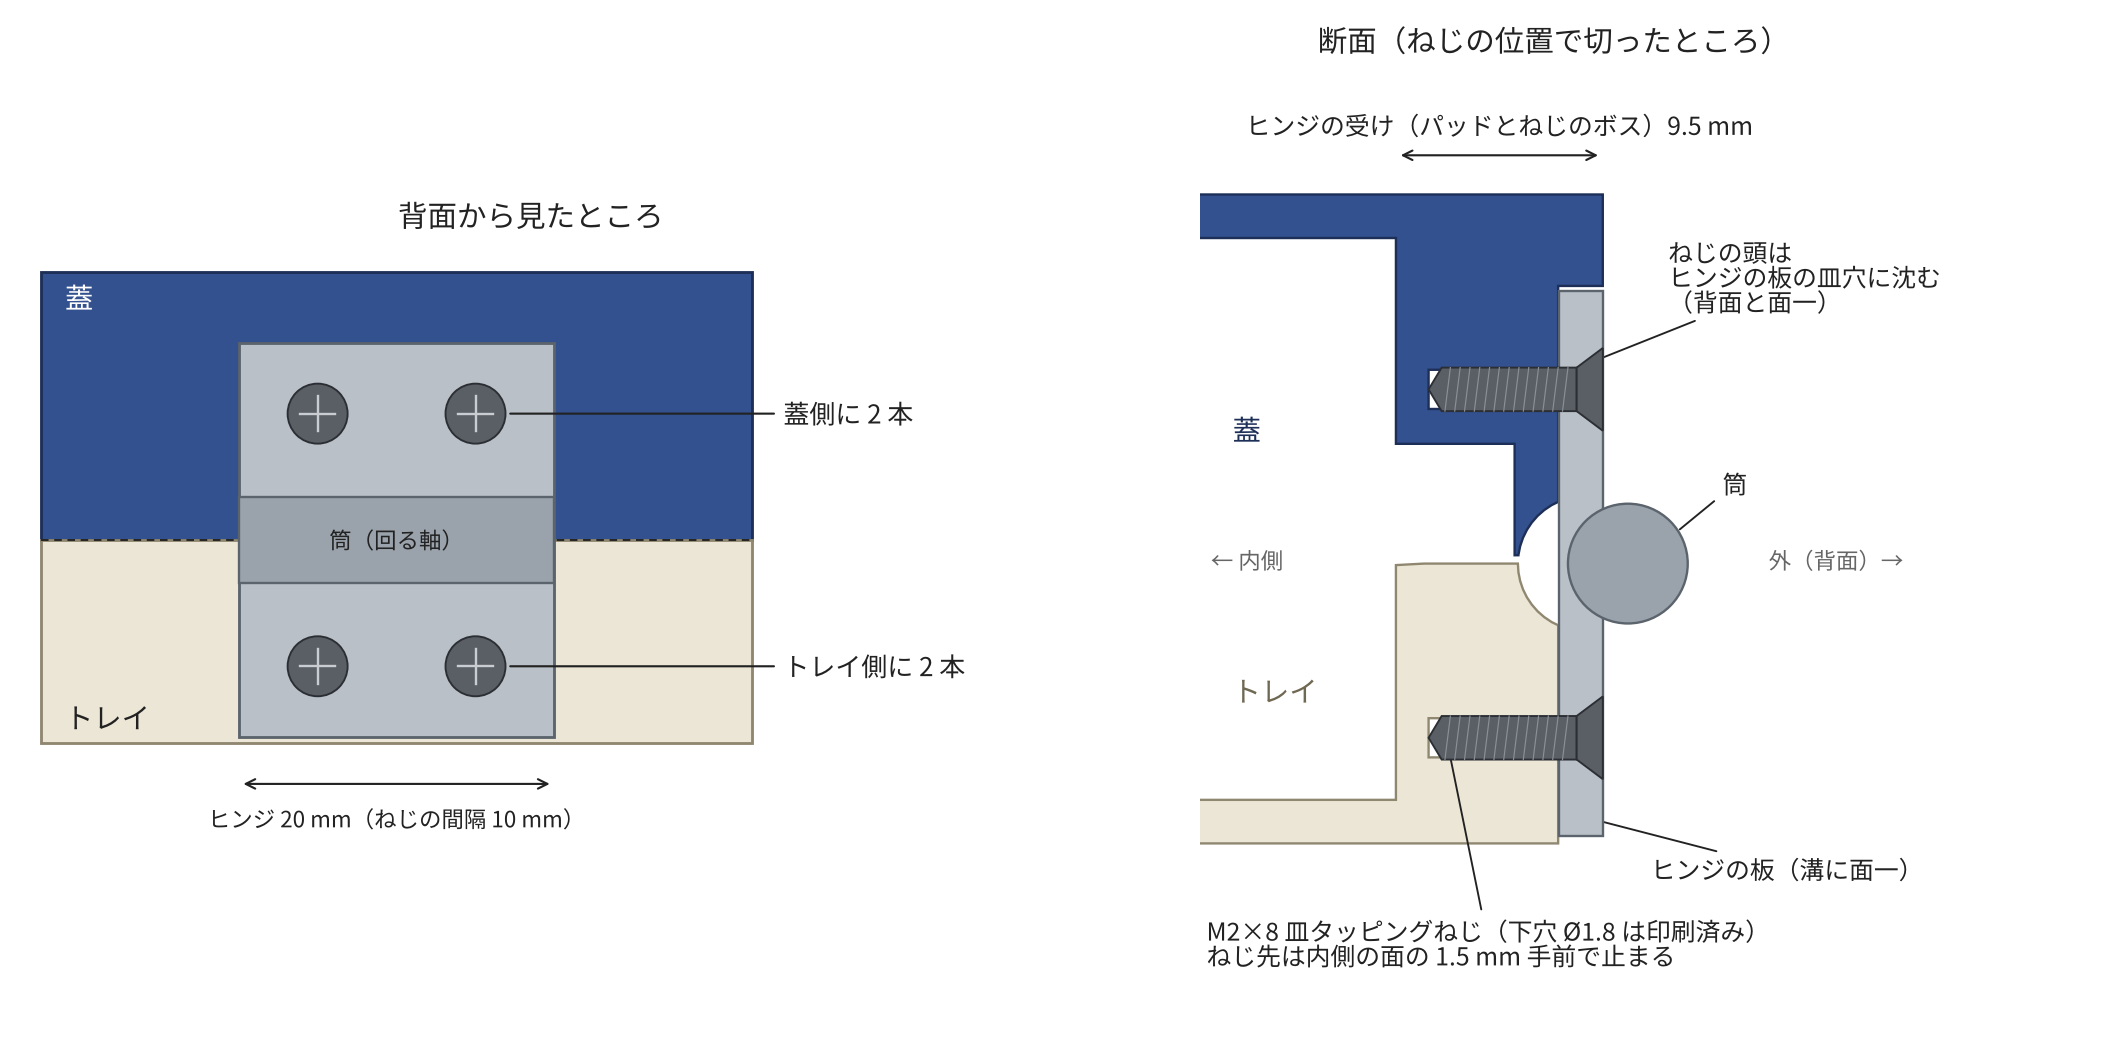 断面（ねじの位置で切ったところ）
ヒンジの受け（パッドとねじのボス）9.5 mm
背面から見たところ
蓋
蓋側に 2 本
筒（回る軸）
トレイ側に 2 本
トレイ
ヒンジ 20 mm（ねじの間隔 10 mm）
ねじの頭は
ヒンジの板の皿穴に沈む
（背面と面一）
蓋
筒
← 内側
外（背面）→
トレイ
ヒンジの板（溝に面一）
M2×8 皿タッピングねじ（下穴 Ø1.8 は印刷済み）
ねじ先は内側の面の 1.5 mm 手前で止まる